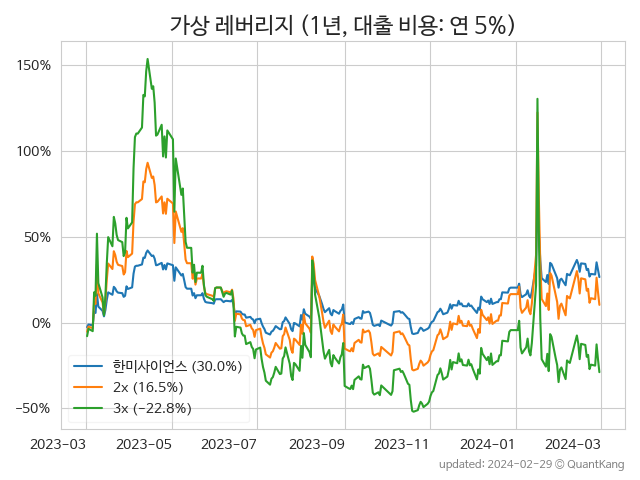 가상 레버리지 (1년, 대출 비용: 연 5%)
150%
100%
50%
0%
−50%
한미사이언스 (30.0%)
2x (16.5%)
3x (−22.8%)
2023-03 2023-05 2023-07 2023-09 2023-11 2024-01 2024-03
updated: 2024-02-29 © QuantKang